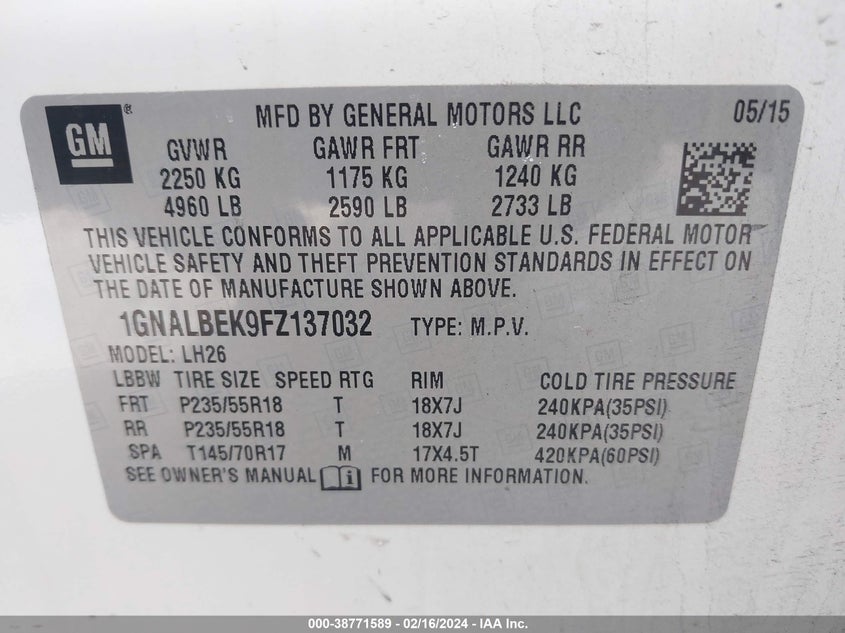 GM®
MFD BY GENERAL MOTORS LLC 05/15
GVWR GAWR FRT GAWR RR
2250 KG 1175 KG 1240 KG
4960 LB 2590 LB 2733 LB
THIS VEHICLE CONFORMS TO ALL APPLICABLE U.S. FEDERAL MOTOR
VEHICLE SAFETY AND THEFT PREVENTION STANDARDS IN EFFECT ON
THE DATE OF MANUFACTURE SHOWN ABOVE.
1GNALBEK9FZ137032 TYPE: M.P.V.
MODEL: LH26
LBBW TIRE SIZE SPEED RTG RIM COLD TIRE PRESSURE
FRT P235/55R18 T 18X7J 240KPA(35PSI)
RR P235/55R18 T 18X7J 240KPA(35PSI)
SPA T145/70R17 M 17X4.5T 420KPA(60PSI)
SEE OWNER'S MANUAL FOR MORE INFORMATION.
000-38771589 - 02/16/2024 - IAA Inc.